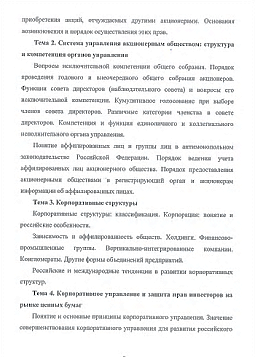 приобретения акций, отчуждаемых другими акционерами. Основания
возникновения и порядок осуществления этих прав.
Тема 2. Система управления акционерным обществом: структура
и компетенция органов управления
Вопросы исключительной компетенции общего собрания. Порядок
проведения годового и внеочередного общего собрания акционеров.
Функции совета директоров (наблюдательного совета) и вопросы его
исключительной компетенции. Кумулятивное голосование при выборе
членов совета директоров. Различные категории членства в совете
директоров. Компетенция и функции единоличного и коллегиального
исполнительного органа управления.
Понятие аффилированных лиц и группы лиц в антимонопольном
законодательстве Российской Федерации. Порядок ведения учета
аффилированных лиц акционерного общества. Порядок предоставления
акционерными обществами в регистрирующий орган и акционерам
информации об аффилированных лицах.
Тема 3. Корпоративные структуры
Корпоративные структуры: классификация. Корпорации: понятие и
российские особенности.
Зависимость и аффилированность обществ. Холдинги. Финансово-
промышленные группы. Вертикально-интегрированные компании.
Конгломераты. Другие формы объединений предприятий.
Российские и международные тенденции в развитии корпоративных
структур.
Тема 4. Корпоративное управление и защита прав инвесторов на
рынке ценных бумаг
Понятие и основные принципы корпоративного управления. Значение
совершенствования корпоративного управления для развития российского